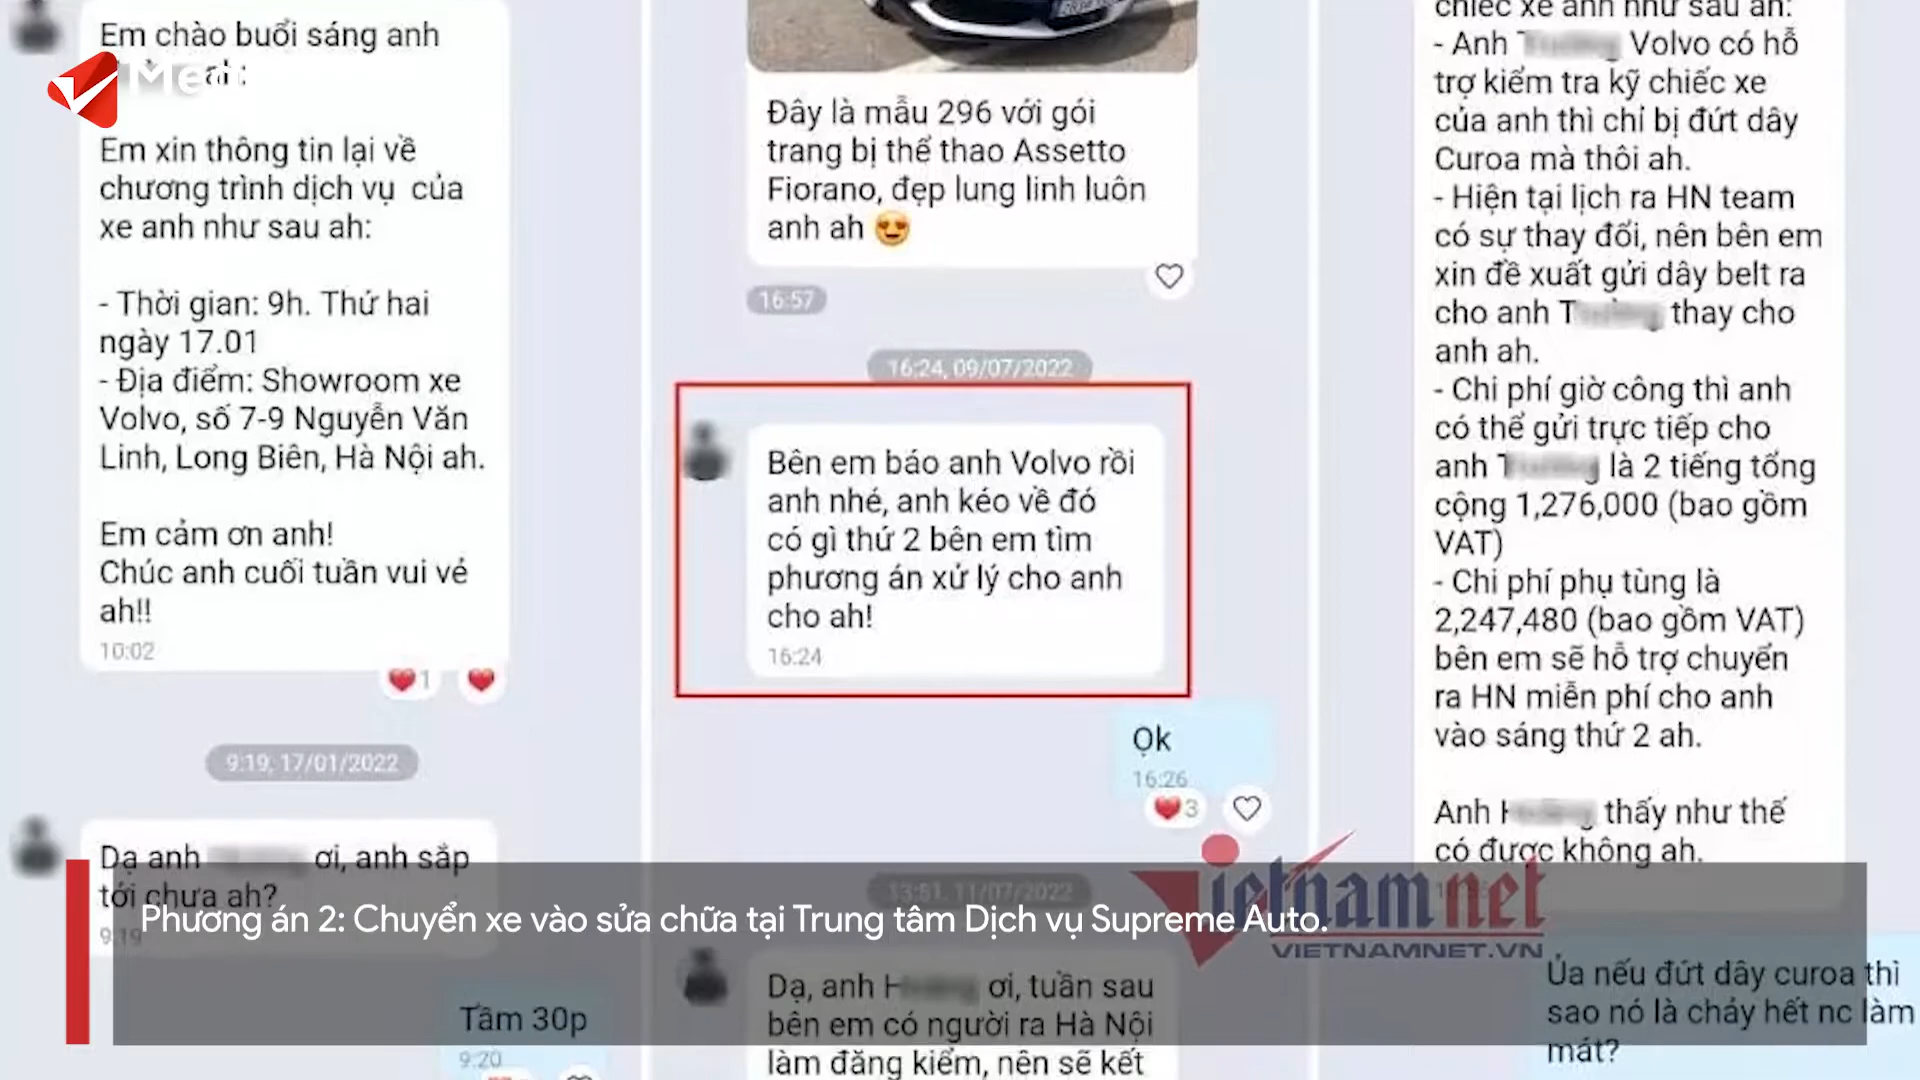 Em chào buổi sáng anh
Em xin thông tin lại về
chương trình dịch vụ của
xe anh như sau ah:
- Thời gian: 9h. Thứ hai
ngày 17.01
- Địa điểm: Showroom xe
Volvo, số 7-9 Nguyễn Văn
Linh, Long Biên, Hà Nội ah.
Em cảm ơn anh!
Chúc anh cuối tuần vui vẻ
ah!!
10:02
1
9:19, 17/01/2022
Dạ anh ơi, anh sắp
tới chưa ah?
9:19
Tầm 30p
9:20
Đây là mẫu 296 với gói
trang bị thể thao Assetto
Fiorano, đẹp lung linh luôn
anh ah
16:57
16:24, 09/07/2022
Bên em báo anh Volvo rồi
anh nhé, anh kéo về đó
có gì thứ 2 bên em tìm
phương án xử lý cho anh
cho ah!
16:24
Ọk
16:26
3
13:51, 11/07/2022
Dạ, anh ơi, tuần sau
bên em có người ra Hà Nội
làm đăng kiểm, nên sẽ kết
chiếc xe anh như sau ah:
- Anh Volvo có hỗ
trợ kiểm tra kỹ chiếc xe
của anh thì chỉ bị đứt dây
Curoa mà thôi ah.
- Hiện tại lịch ra HN team
có sự thay đổi, nên bên em
xin đề xuất gửi dây belt ra
cho anh thay cho
anh ah.
- Chi phí giờ công thì anh
có thể gửi trực tiếp cho
anh là 2 tiếng tổng
cộng 1,276,000 (bao gồm
VAT)
- Chi phí phụ tùng là
2,247,480 (bao gồm VAT)
bên em sẽ hỗ trợ chuyển
ra HN miễn phí cho anh
vào sáng thứ 2 ah.
Anh thấy như thế
có được không ah.
Ủa nếu đứt dây curoa thì
sao nó là chảy hết nc làm
mát?
Phương án 2: Chuyển xe vào sửa chữa tại Trung tâm Dịch vụ Supreme Auto.
Vietnamnet
VIETNAMNET.VN